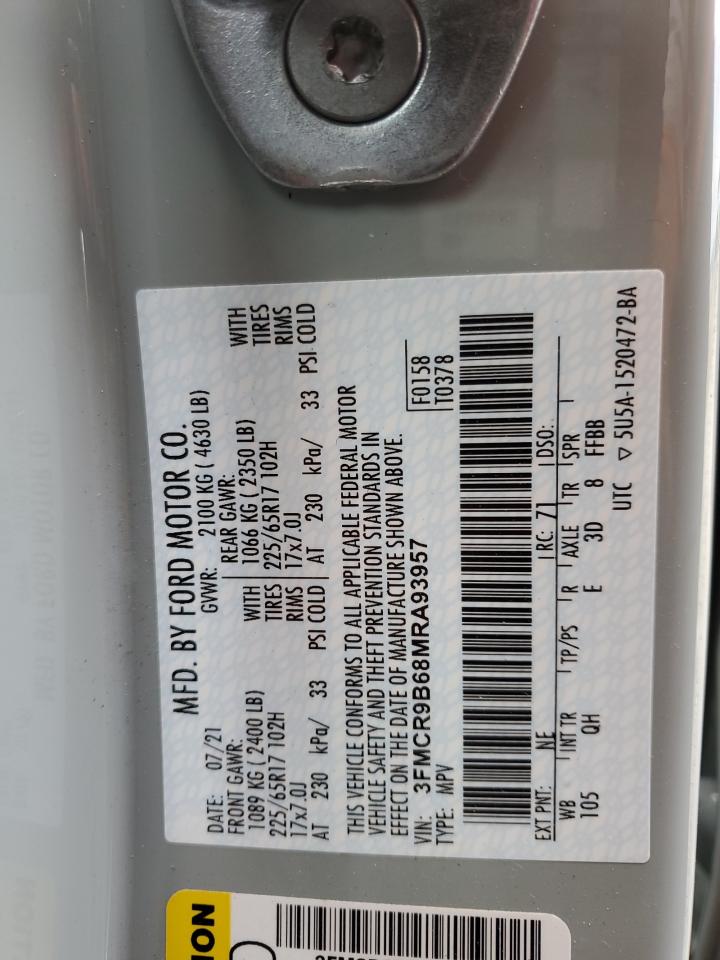 MFD. BY FORD MOTOR CO.
DATE: 07/21 GVWR: 2100 KG ( 4630 LB)
FRONT GAWR: REAR GAWR: WITH
1089 KG ( 2400 LB) WITH 1066 KG ( 2350 LB) TIRES
225/65R17 102H TIRES 225/65R17 102H RIMS
17x7.0J RIMS 17x7.0J
AT 230 kPa/ 33 PSI COLD AT 230 kPa/ 33 PSI COLD
THIS VEHICLE CONFORMS TO ALL APPLICABLE FEDERAL MOTOR
VEHICLE SAFETY AND THEFT PREVENTION STANDARDS IN
EFFECT ON THE DATE OF MANUFACTURE SHOWN ABOVE.
VIN: 3FMCR9B68MRA93957 F0158
TYPE: MPV T0378
EXT PNT: NE RC: 71 DSO:
WB INT TR TP/PS R AXLE TR SPR
105 QH E 3D 8 FFBB
UTC ▽ 5U5A-1520472-BA